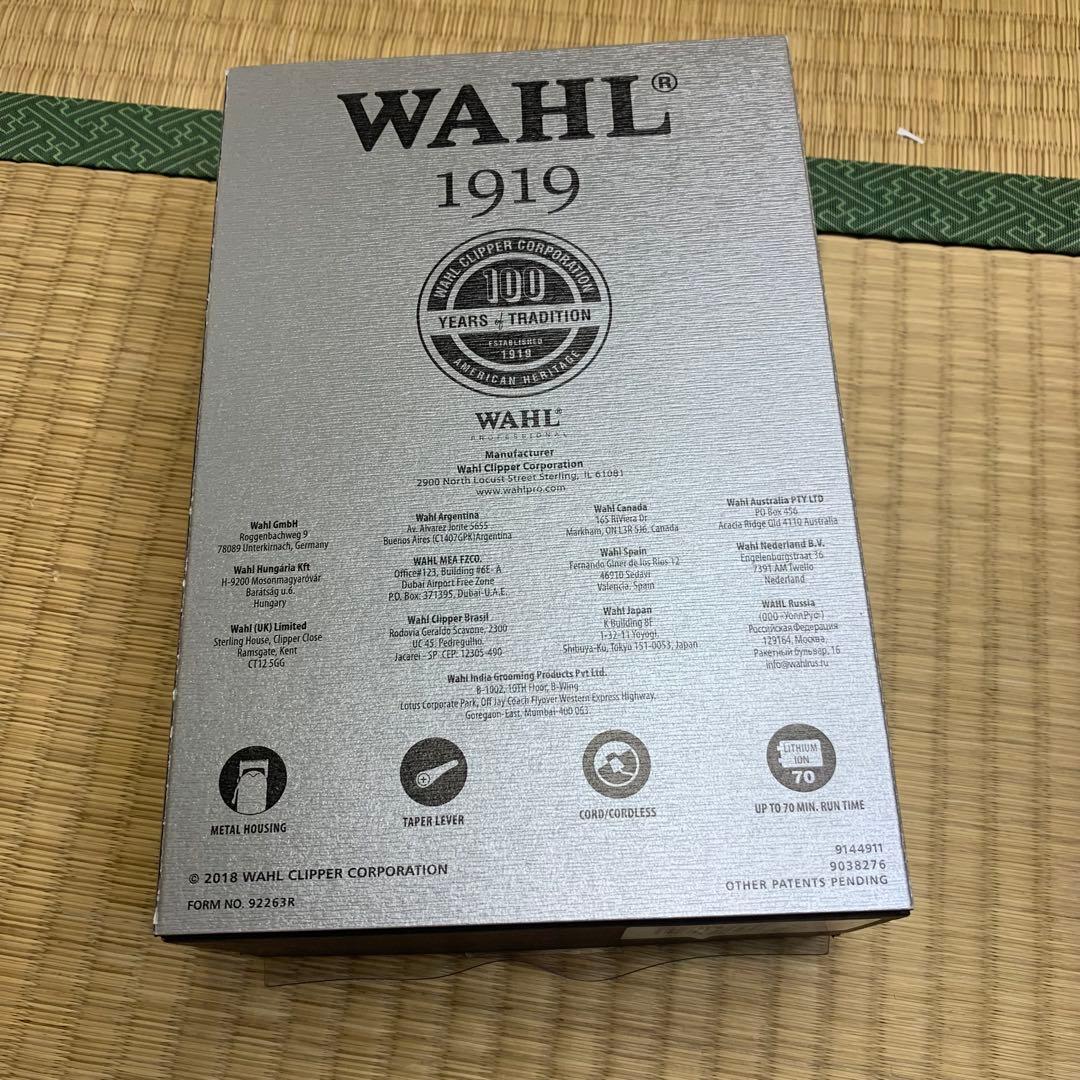 WAHL®
1919
WAHL CLIPPER CORPORATION
100
YEARS of TRADITION
ESTABLISHED
1919
AMERICAN HERITAGE
WAHL®
PROFESSIONAL
Manufacturer
Wahl Clipper Corporation
2900 North Locust Street Sterling, IL 61081
www.wahlpro.com
Wahl GmbH
Roggenbachweg 9
78089 Unterkirnach, Germany
Wahl Argentina
Av. Alvarez Jonte 5655
Buenos Aires (C1407GPK)Argentina
Wahl Canada
165 Riviera Dr
Markham, ON L3R 5J6, Canada
Wahl Australia PTY LTD
PO Box 456
Acacia Ridge Qld 4110 Australia
Wahl Hungária Kft
H-9200 Mosonmagyaróvár
Barátság u.6.
Hungary
WAHL MEA FZCO.
Office#123, Building #6E- A
Dubai Airport Free Zone
P.O. Box: 371395, Dubai-U.A.E.
Wahl Spain
Fernando Giner de los Rios 12
46910 Sedaví
Valencia, Spain
Wahl Nederland B.V.
Engelenburgstraat 36
7391 AM Twello
Nederland
Wahl (UK) Limited
Sterling House, Clipper Close
Ramsgate, Kent
CT12 5GG
Wahl Clipper Brasil
Rodovia Geraldo Scavone, 2300
UC 45. Pedregulho.
Jacareí - SP CEP: 12305-490
Wahl Japan
K Building 8F
1-32-11 Yoyogi,
Shibuya-Ku, Tokyo 151-0053, Japan
WAHL Russia
(ООО «УоллРус»)
Российская Федерация
129164, Москва,
Ракетный бульвар, 16
info@wahlrus.ru
Wahl India Grooming Products Pvt Ltd.
B-1002, 10TH Floor, B-Wing
Lotus Corporate Park, Off Jay Coach Flyover Western Express Highway,
Goregaon-East, Mumbai-400 063.
METAL HOUSING
TAPER LEVER
CORD/CORDLESS
LITHIUM
ION
70
UP TO 70 MIN. RUN TIME
© 2018 WAHL CLIPPER CORPORATION
FORM NO. 92263R
9144911
9038276
OTHER PATENTS PENDING